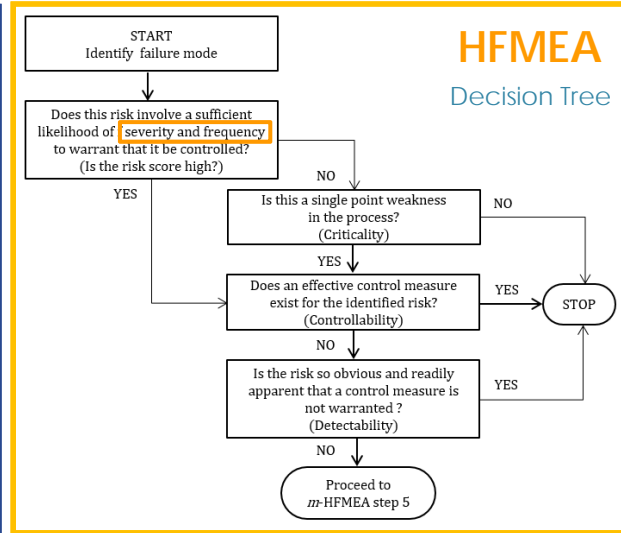 HFMEA
Decision Tree
START
Identify failure mode
Does this risk involve a sufficient
likelihood of severity and frequency
to warrant that it be controlled?
(Is the risk score high?)
YES
NO
Is this a single point weakness
in the process?
(Criticality)
NO
YES
Does an effective control measure
exist for the identified risk?
(Controllability)
YES
STOP
NO
Is the risk so obvious and readily
apparent that a control measure is
not warranted ?
(Detectability)
YES
NO
Proceed to
m-HFMEA step 5